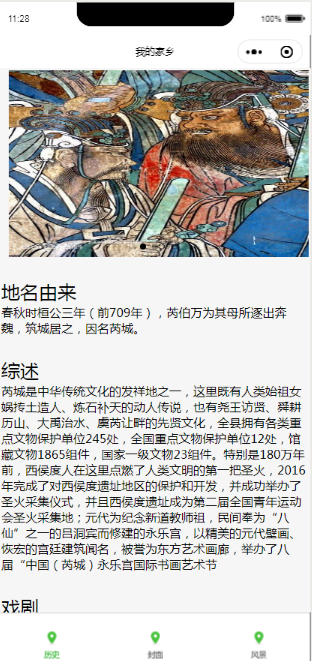 11:28
100%
我的家乡
地名由来
春秋时桓公三年（前709年），芮伯万为其母所逐出奔
魏，筑城居之，因名芮城。
综述
芮城是中华传统文化的发祥地之一，这里既有人类始祖女
娲抟土造人、炼石补天的动人传说，也有尧王访贤、舜耕
历山、大禹治水、虞芮让畔的先贤文化，全县拥有各类重
点文物保护单位245处，全国重点文物保护单位12处，馆
藏文物1865组件，国家一级文物23组件。特别是180万年
前，西侯度人在这里点燃了人类文明的第一把圣火，2016
年完成了对西侯度遗址地区的保护和开发，并成功举办了
圣火采集仪式，并且西侯度遗址成为第二届全国青年运动
会圣火采集地；元代为纪念新道教师祖，民间奉为“八
仙”之一的吕洞宾而修建的永乐宫，以精美的元代壁画、
恢宏的宫廷建筑闻名，被誉为东方艺术画廊，举办了八
届“中国（芮城）永乐宫国际书画艺术节
戏剧
历史
封面
风景